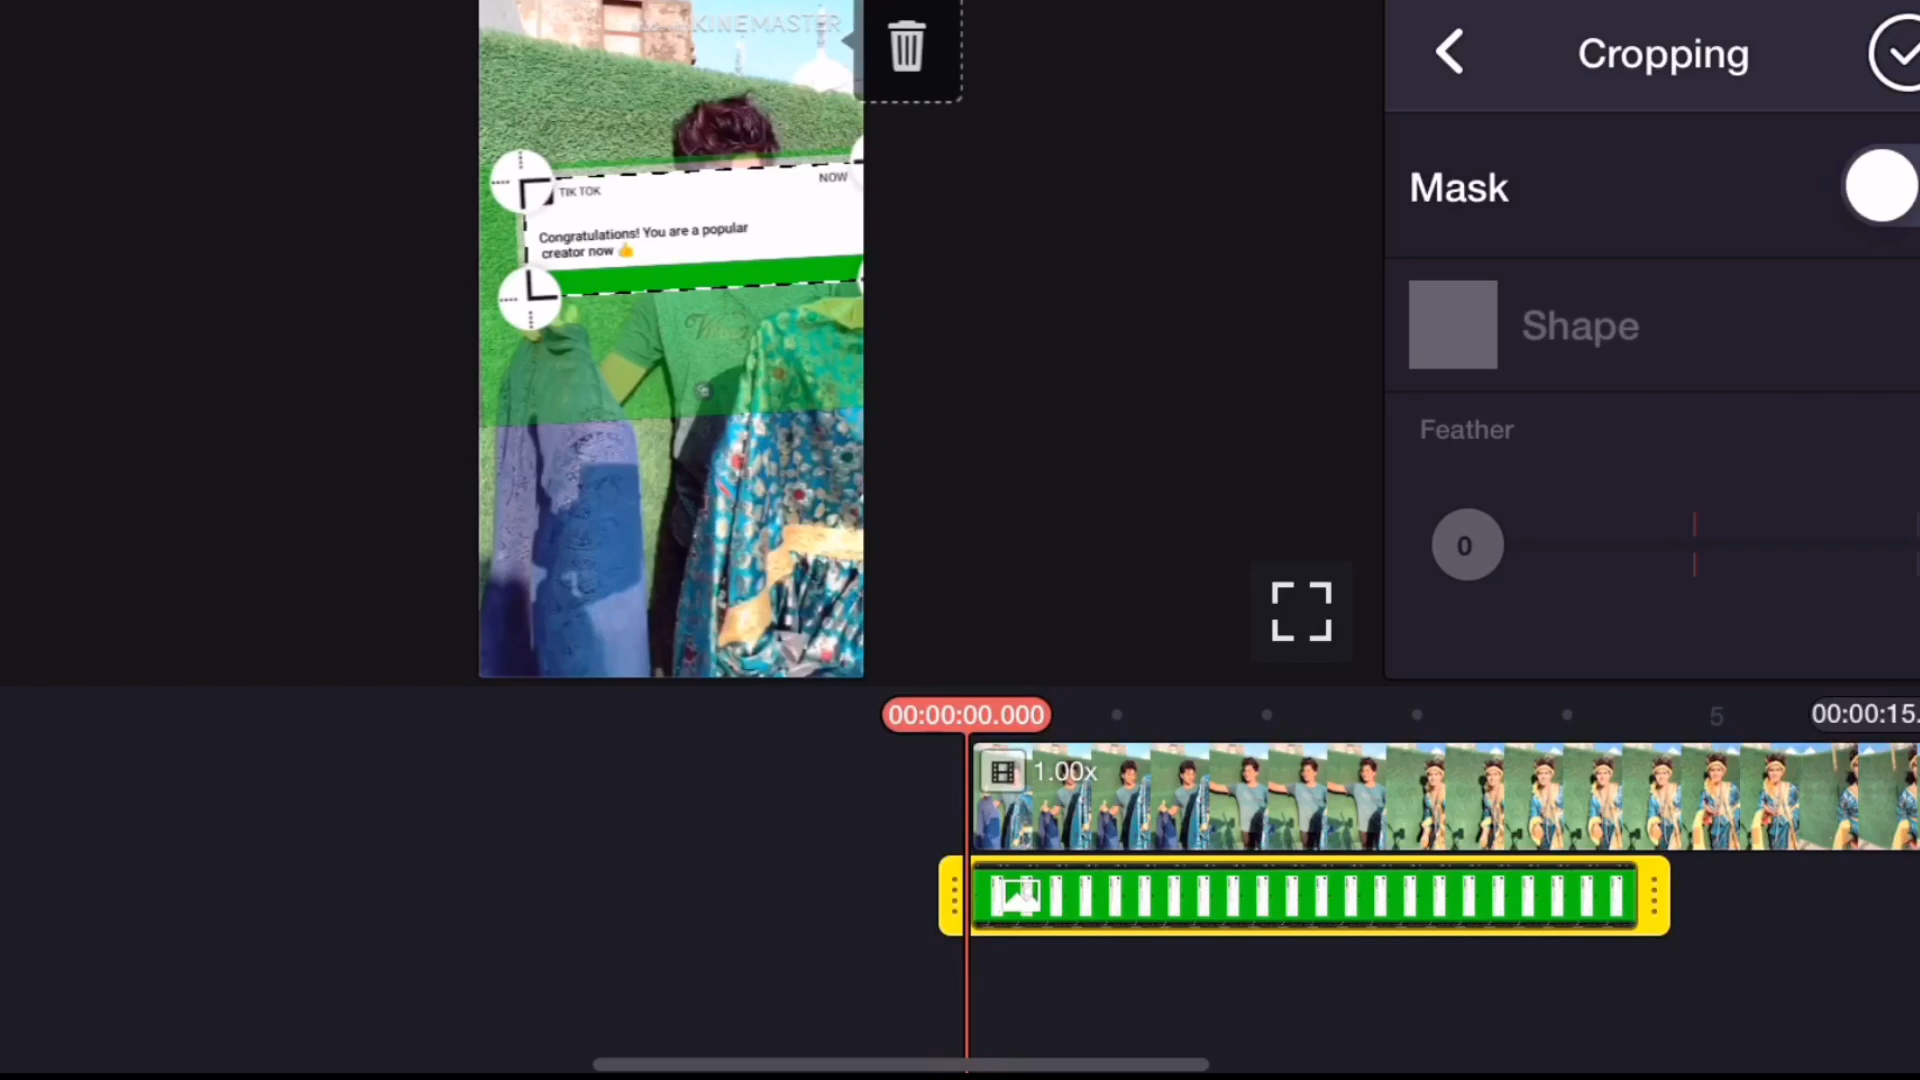 KINEMASTER
Cropping
TIK TOK
NOW
Congratulations! You are a popular
creator now 👍
Mask
Shape
Feather
0
00:00:00.000
5
00:00:15.
1.00x